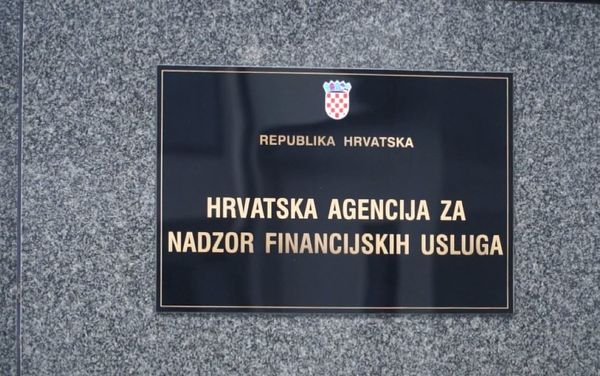 REPUBLIKA HRVATSKA
HRVATSKA AGENCIJA ZA
NADZOR FINANCIJSKIH USLUGA